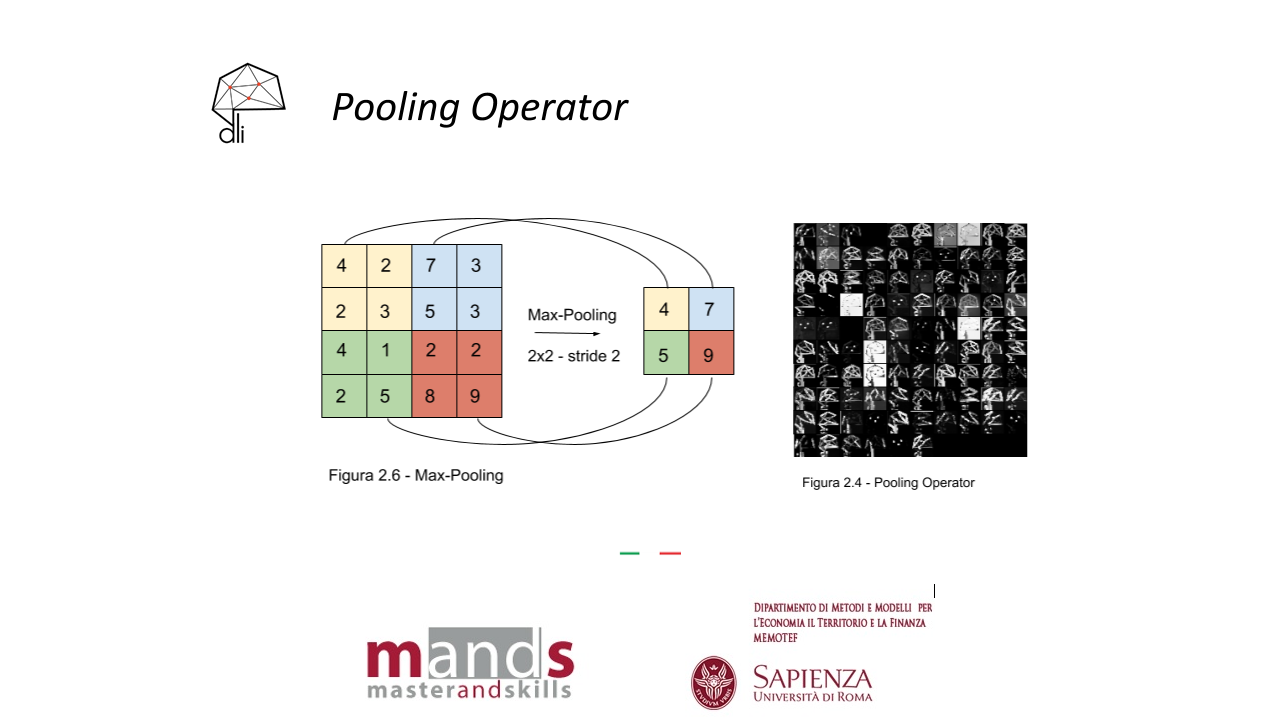 dli
Pooling Operator
4 2 7 3
2 3 5 3
4 1 2 2
2 5 8 9
Max-Pooling
2x2 - stride 2
4 7
5 9
Figura 2.6 - Max-Pooling
Figura 2.4 - Pooling Operator
mands
masterandskills
DIPARTIMENTO DI METODI E MODELLI PER
L'ECONOMIA IL TERRITORIO E LA FINANZA
MEMOTEF
STUDIUM URBIS
SAPIENZA
UNIVERSITÀ DI ROMA